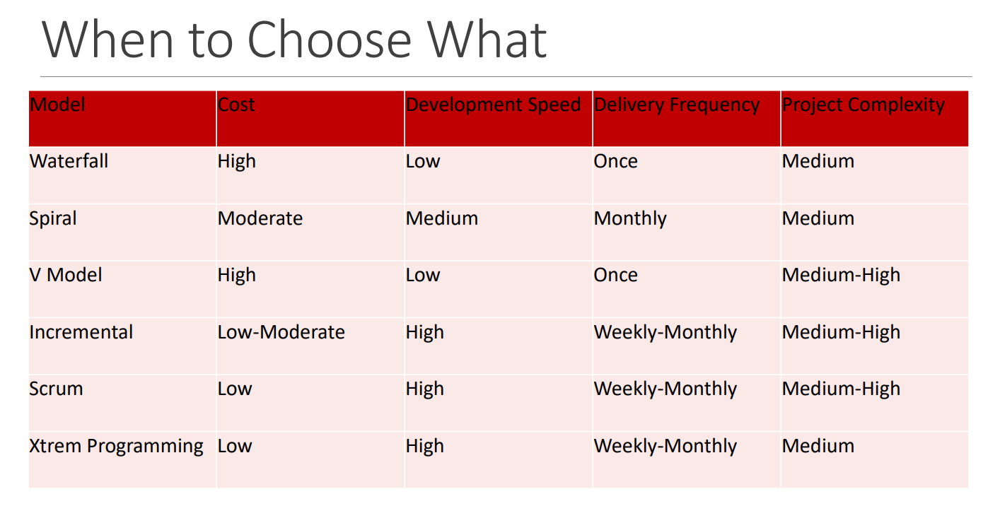 When to Choose What
Model Cost Development Speed Delivery Frequency Project Complexity
Waterfall High Low Once Medium
Spiral Moderate Medium Monthly Medium
V Model High Low Once Medium-High
Incremental Low-Moderate High Weekly-Monthly Medium-High
Scrum Low High Weekly-Monthly Medium-High
Xtrem Programming Low High Weekly-Monthly Medium